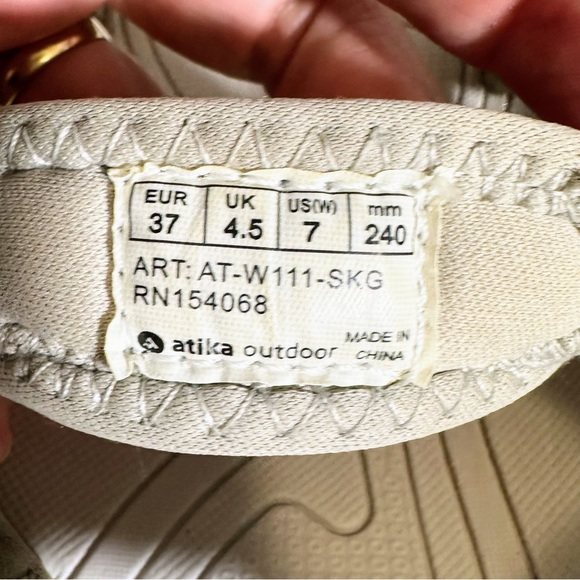 EUR UK US(W) mm
37 4.5 7 240
ART: AT-W111-SKG
RN154068
atika outdoor MADE IN
CHINA